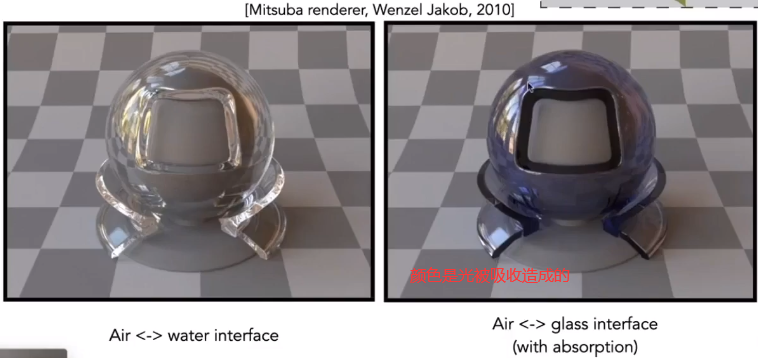 [Mitsuba renderer, Wenzel Jakob, 2010]
颜色是光被吸收造成的
Air <-> water interface
Air <-> glass interface
(with absorption)